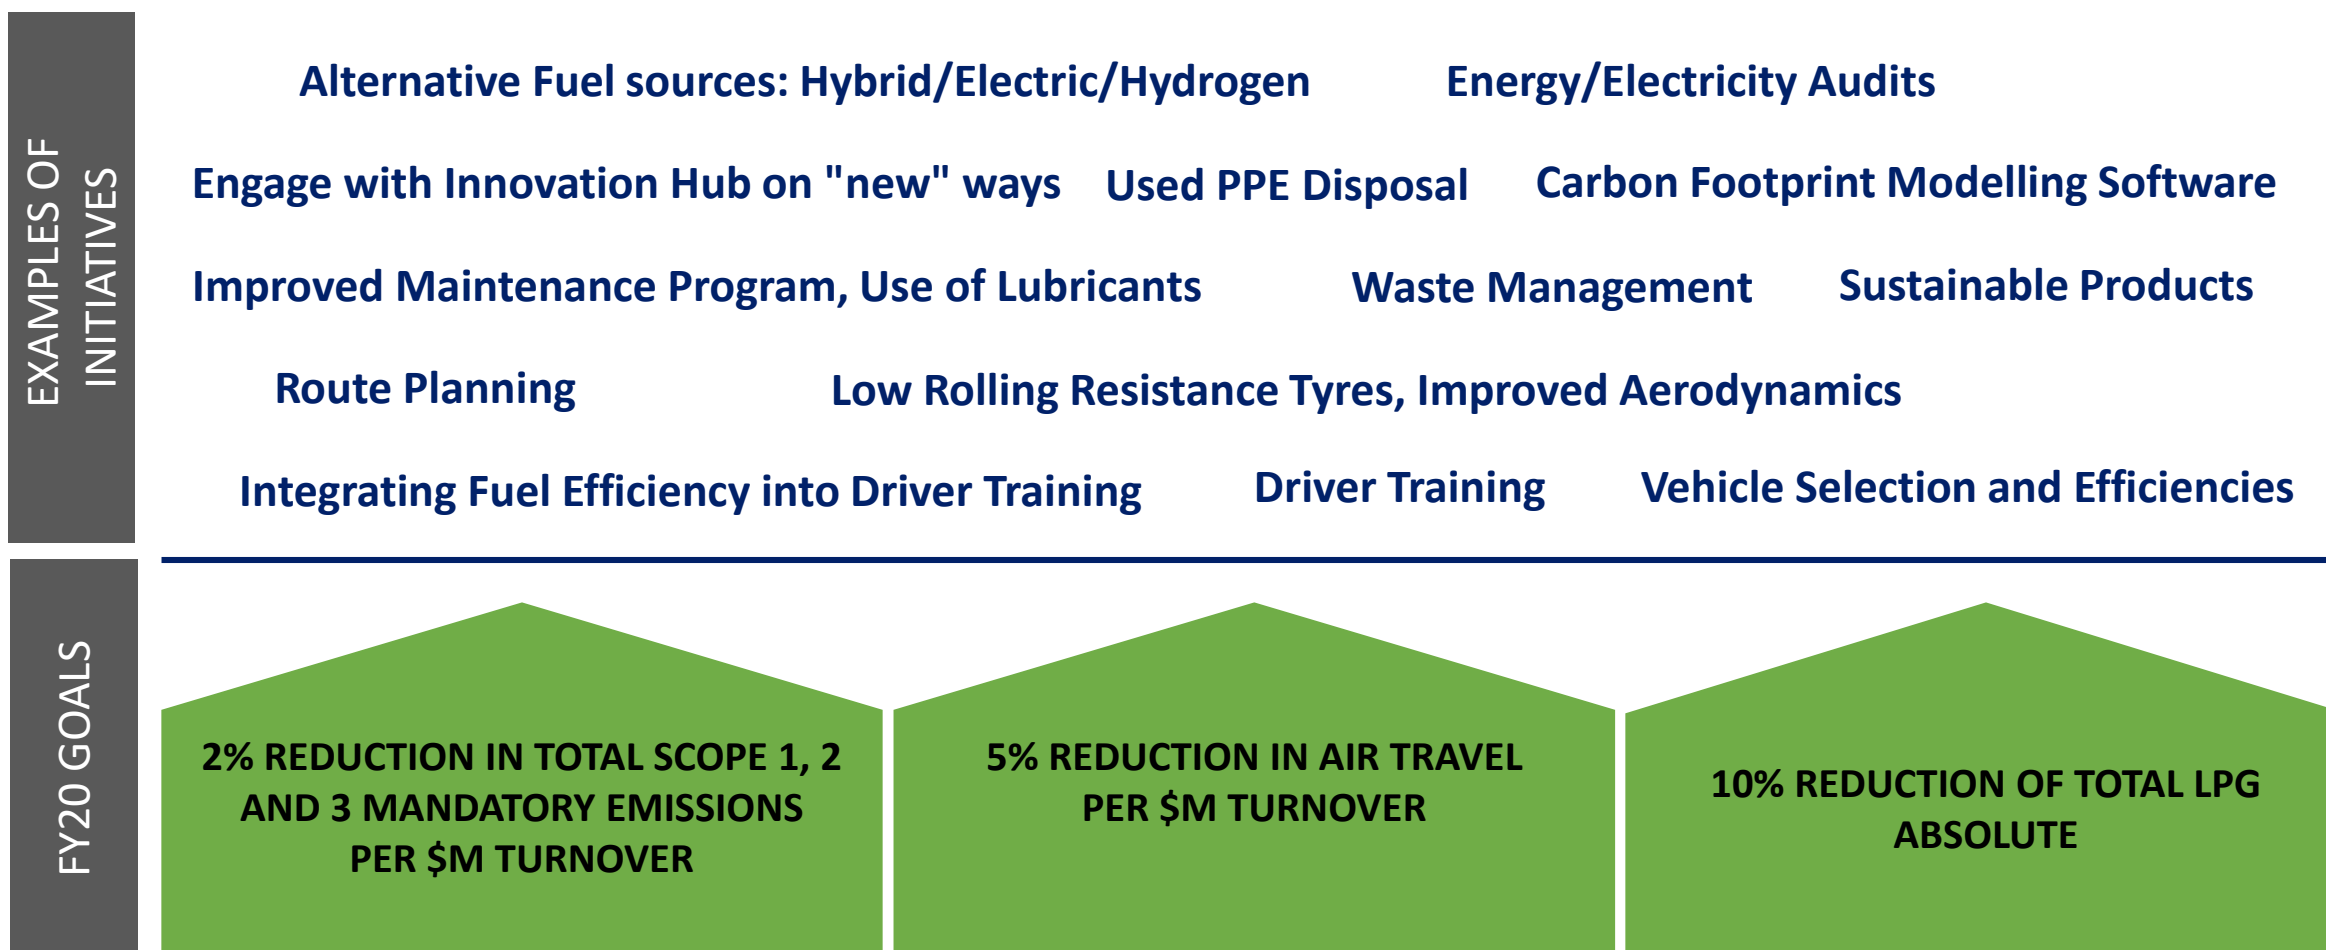 EXAMPLES OF
INITIATIVES
Alternative Fuel sources: Hybrid/Electric/Hydrogen
Energy/Electricity Audits
Engage with Innovation Hub on "new" ways
Used PPE Disposal
Carbon Footprint Modelling Software
Improved Maintenance Program, Use of Lubricants
Waste Management
Sustainable Products
Route Planning
Low Rolling Resistance Tyres, Improved Aerodynamics
Integrating Fuel Efficiency into Driver Training
Driver Training
Vehicle Selection and Efficiencies
FY20 GOALS
2% REDUCTION IN TOTAL SCOPE 1, 2
AND 3 MANDATORY EMISSIONS
PER $M TURNOVER
5% REDUCTION IN AIR TRAVEL
PER $M TURNOVER
10% REDUCTION OF TOTAL LPG
ABSOLUTE